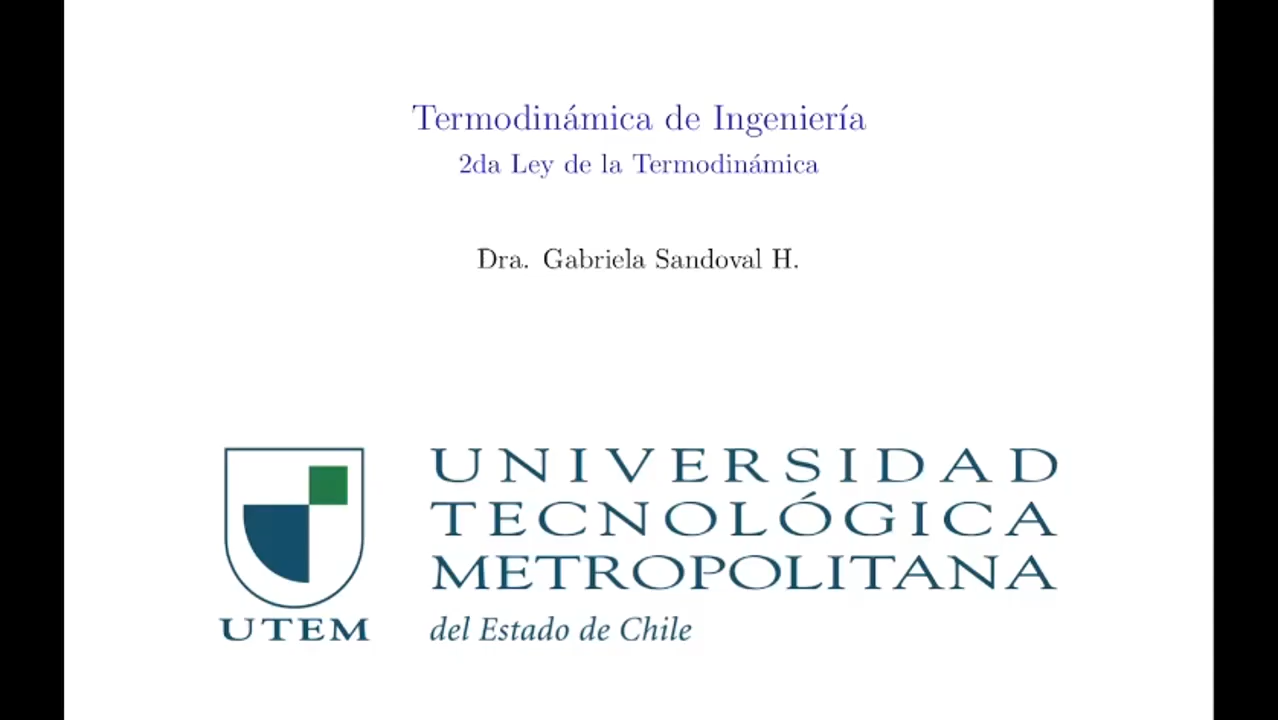 Termodinámica de Ingeniería
2da Ley de la Termodinámica
Dra. Gabriela Sandoval H.
UNIVERSIDAD
TECNOLÓGICA
METROPOLITANA
del Estado de Chile
UTEM